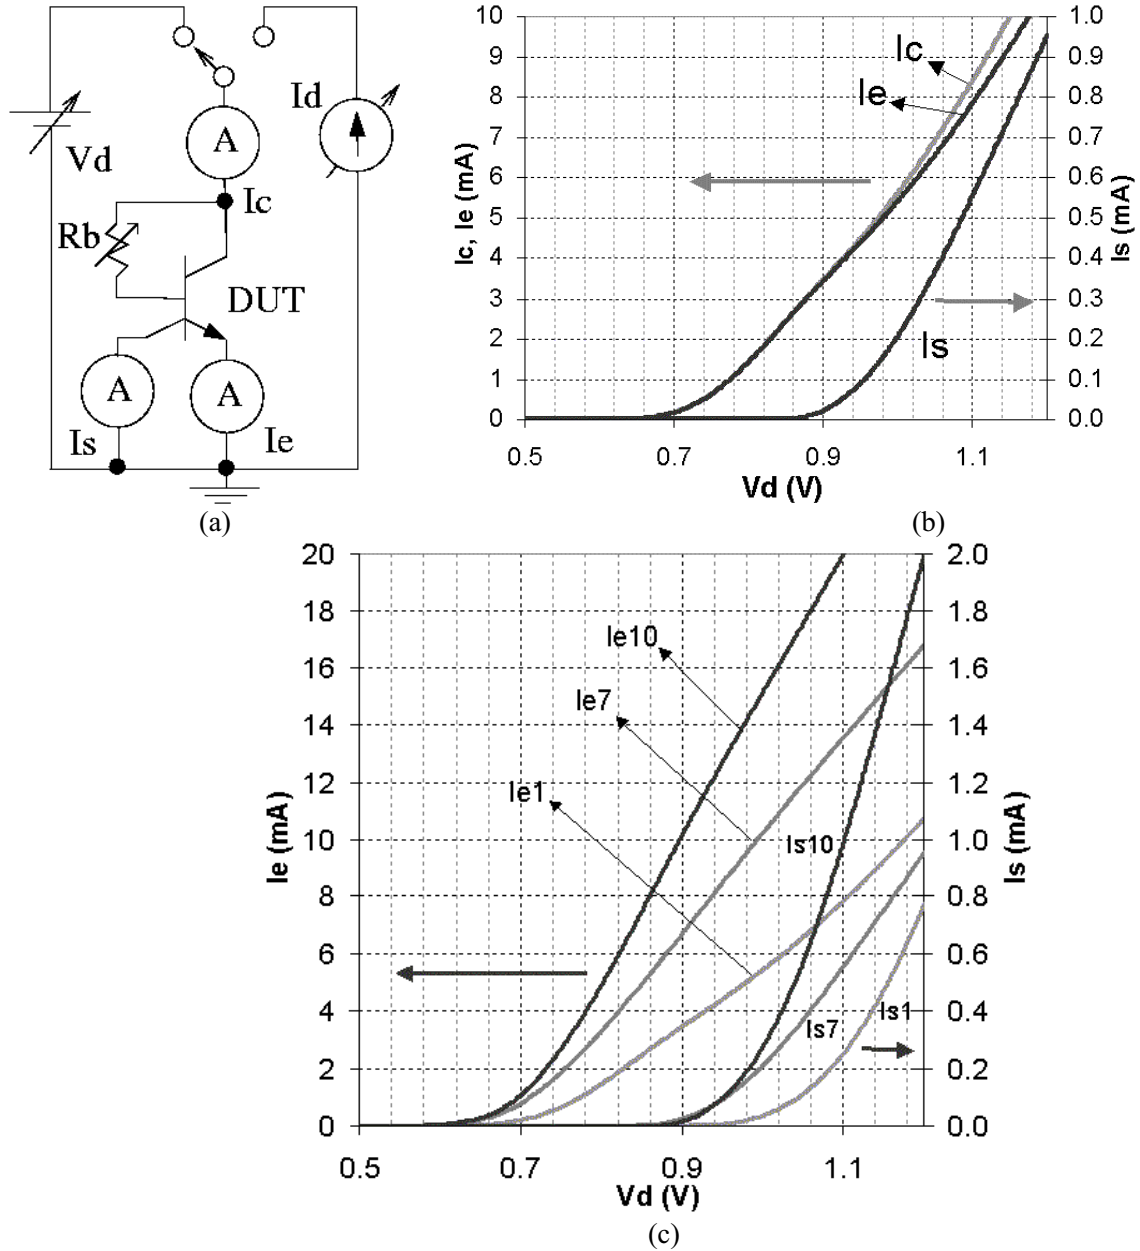 Vd
A
Id
Ic
Rb
DUT
A
A
Is
Ie
(a)
10
9
8
7
6
5
4
3
2
1
0
Ic, Ie (mA)
Ic
Ie
Is
1.0
0.9
0.8
0.7
0.6
0.5
0.4
0.3
0.2
0.1
0.0
Is (mA)
0.5
0.7
0.9
1.1
Vd (V)
(b)
20
18
16
14
12
10
8
6
4
2
0
Ie (mA)
Ie10
Ie7
Ie1
Is10
Is7
Is1
2.0
1.8
1.6
1.4
1.2
1.0
0.8
0.6
0.4
0.2
0.0
Is (mA)
0.5
0.7
0.9
1.1
Vd (V)
(c)